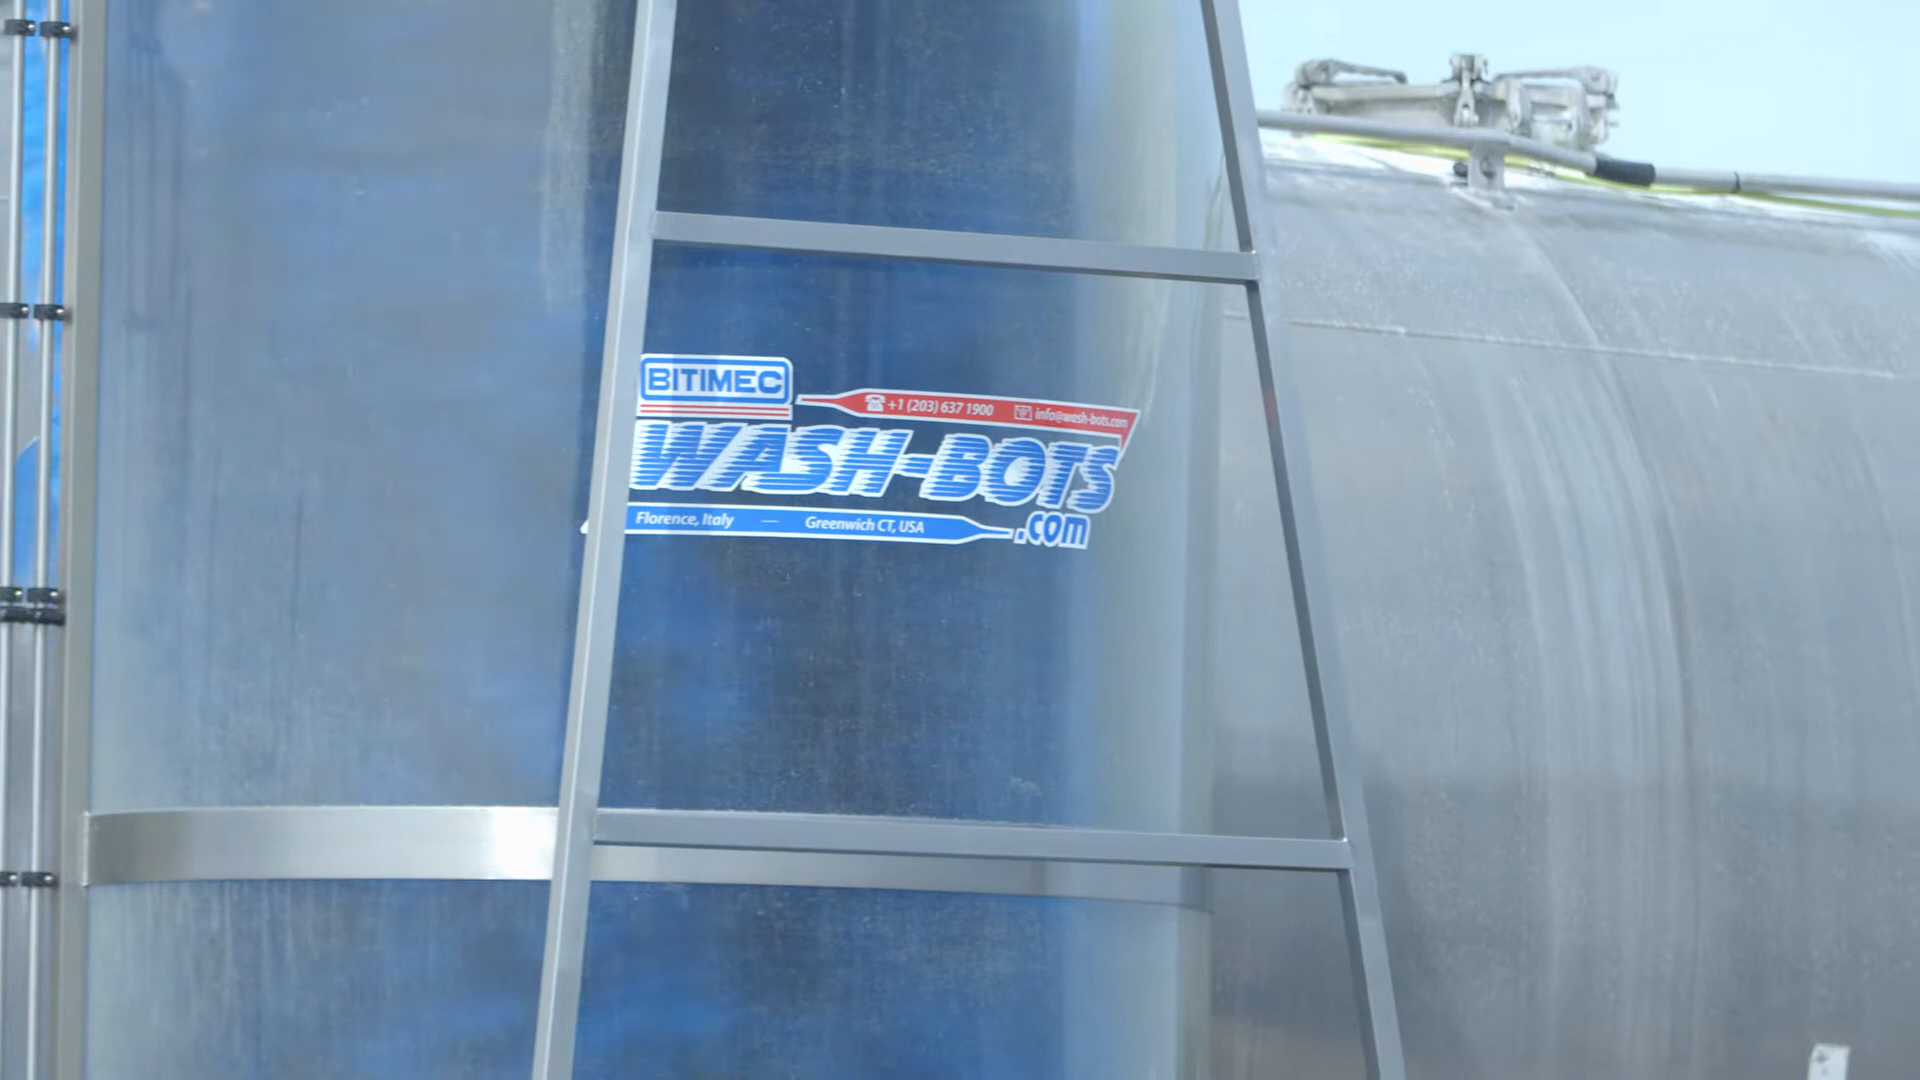 BITIMEC
+1 (203) 637 1900 info@wash-bots.com
WASH-BOTS
.com
Florence, Italy — Greenwich CT, USA